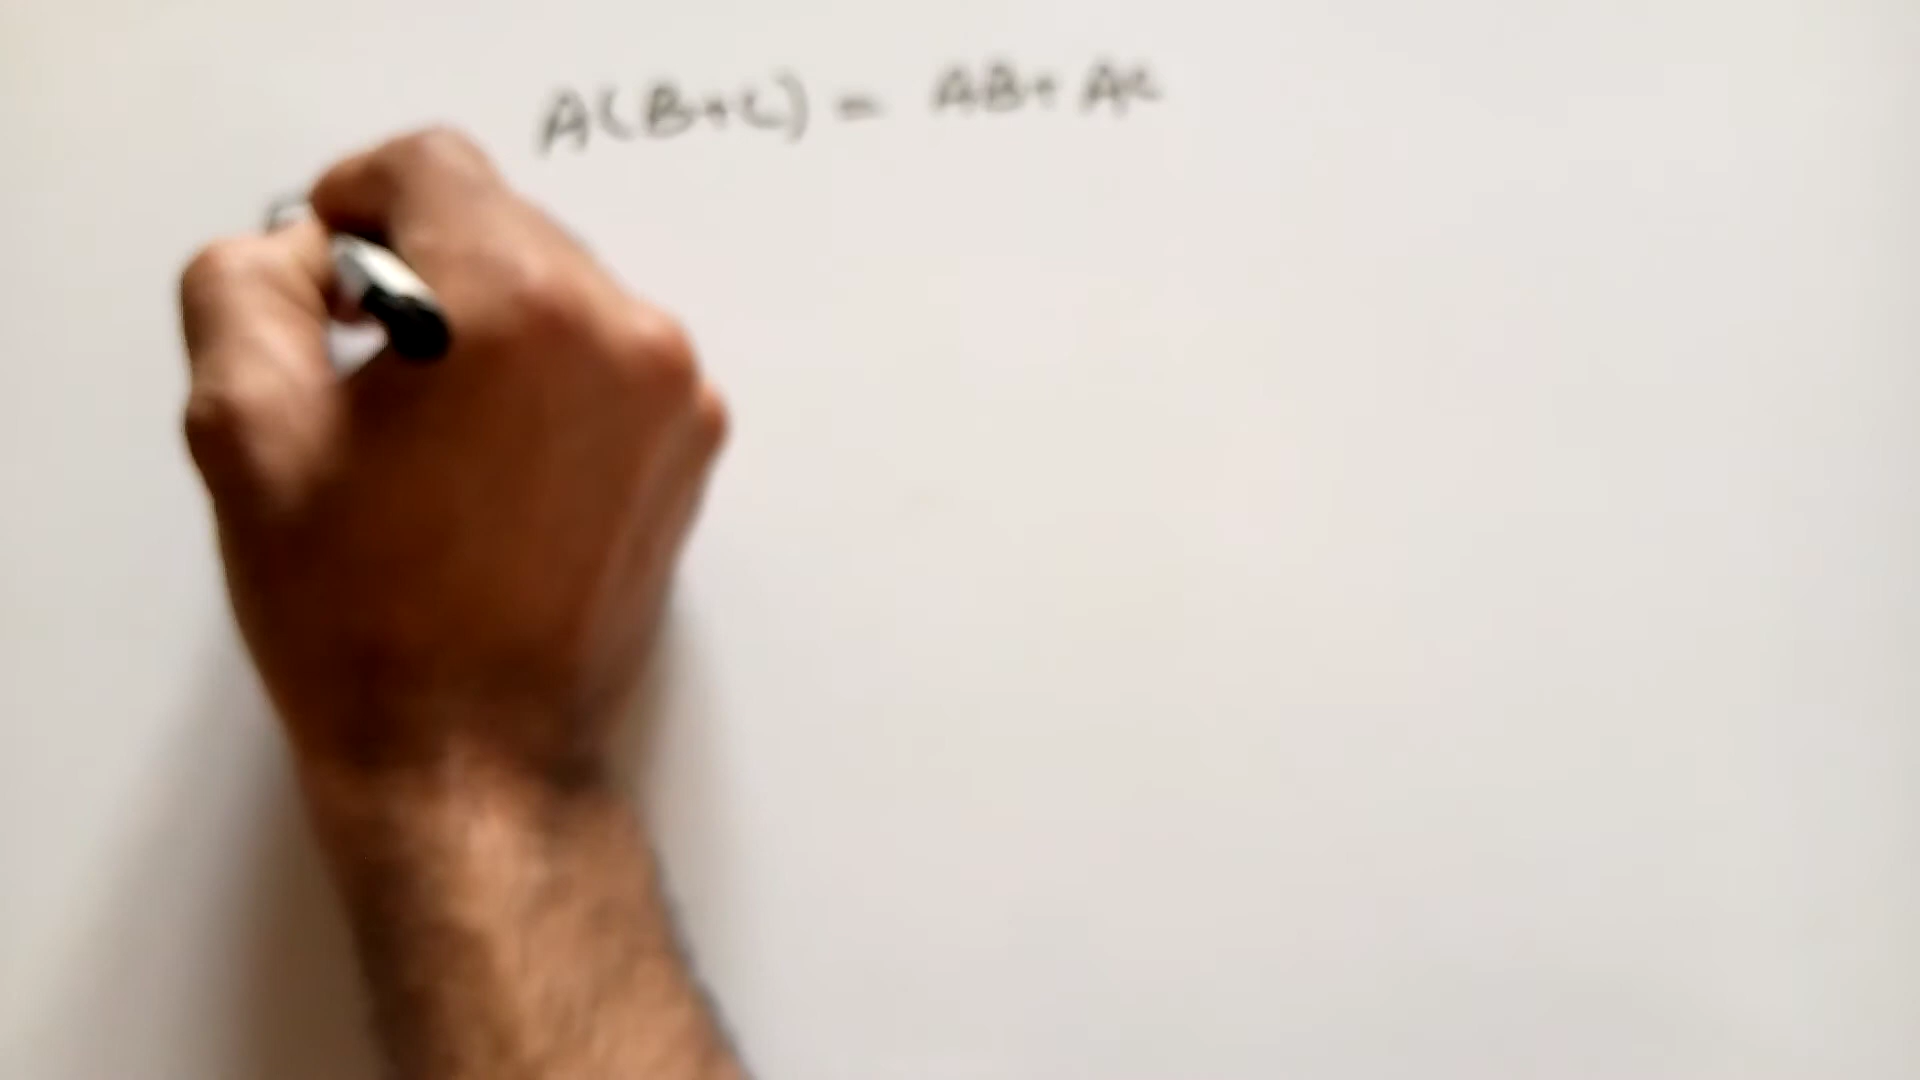 A(B+C) = AB+ AC